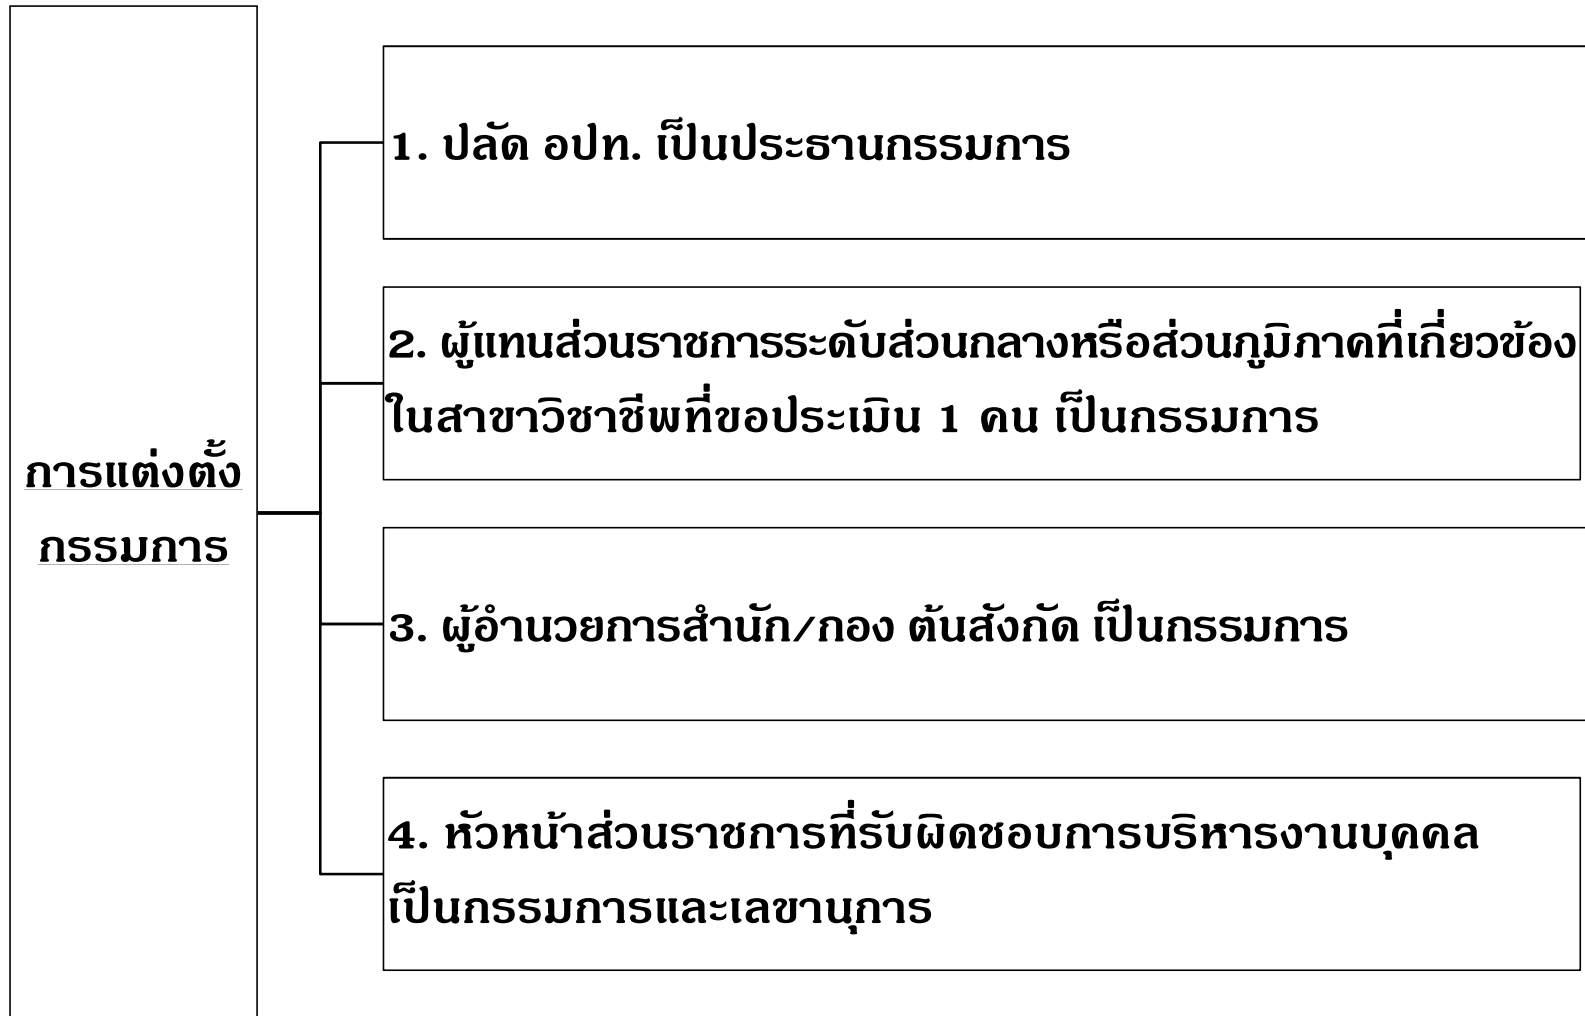 การแต่งตั้ง
กรรมการ
1. ปลัด อปท. เป็นประธานกรรมการ
2. ผู้แทนส่วนราชการระดับส่วนกลางหรือส่วนภูมิภาคที่เกี่ยวข้อง
ในสาขาวิชาชีพที่ขอประเมิน 1 คน เป็นกรรมการ
3. ผู้อำนวยการสำนัก/กอง ต้นสังกัด เป็นกรรมการ
4. หัวหน้าส่วนราชการที่รับผิดชอบการบริหารงานบุคคล
เป็นกรรมการและเลขานุการ